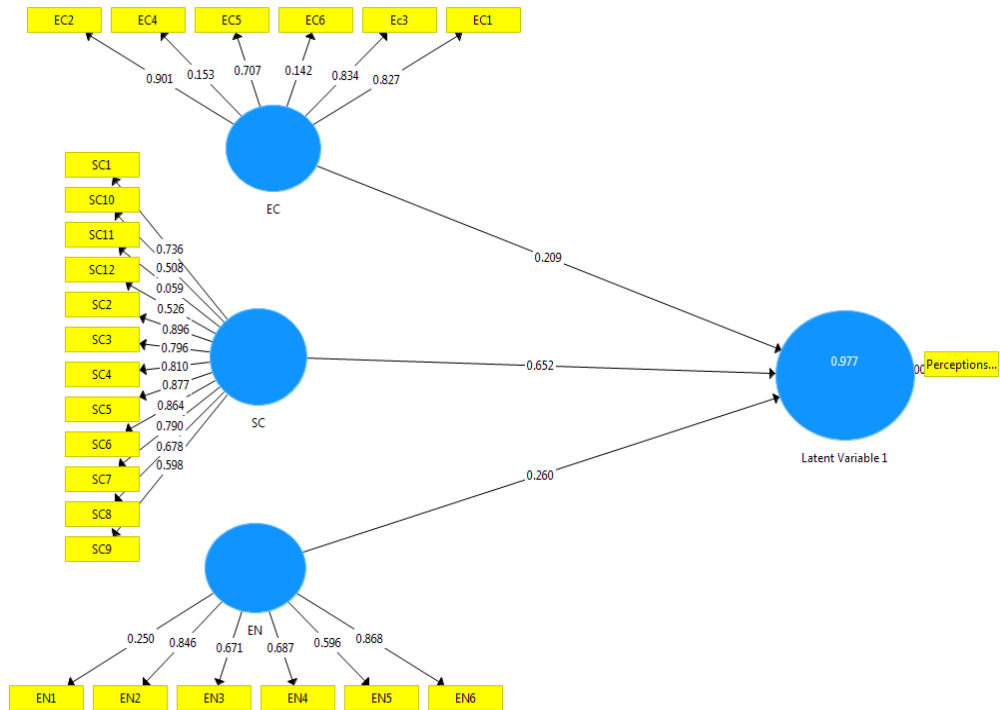 EC2 EC4 EC5 EC6 Ec3 EC1
0.901 0.153 0.707 0.142 0.834 0.827
EC
SC1
SC10
SC11
SC12
SC2
SC3
SC4
SC5
SC6
SC7
SC8
SC9
0.736
0.508
0.059
0.526
0.896
0.796
0.810
0.877
0.864
0.790
0.678
0.598
SC
0.209
0.652
0.260
0.977
Perceptions...
Latent Variable 1
EN
0.250 0.846 0.671 0.687 0.596 0.868
EN1 EN2 EN3 EN4 EN5 EN6